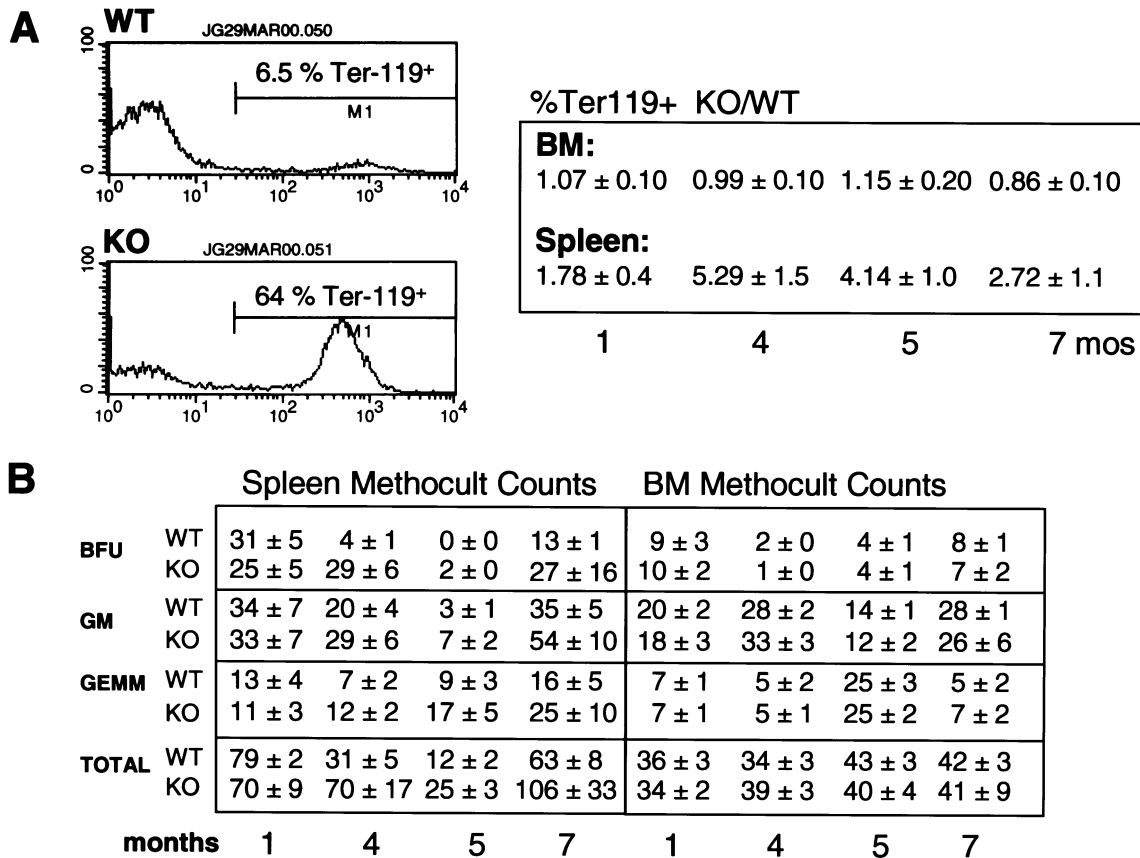 A
WT
JG29MAR00.050
100
6.5 % Ter-119+
M1
0
10^0 10^1 10^2 10^3 10^4
KO
JG29MAR00.051
100
64 % Ter-119+
M1
0
10^0 10^1 10^2 10^3 10^4
%Ter119+ KO/WT
BM:
1.07 ± 0.10 0.99 ± 0.10 1.15 ± 0.20 0.86 ± 0.10
Spleen:
1.78 ± 0.4 5.29 ± 1.5 4.14 ± 1.0 2.72 ± 1.1
1 4 5 7 mos
B
Spleen Methocult Counts BM Methocult Counts
BFU WT 31 ± 5 4 ± 1 0 ± 0 13 ± 1 9 ± 3 2 ± 0 4 ± 1 8 ± 1
KO 25 ± 5 29 ± 6 2 ± 0 27 ± 16 10 ± 2 1 ± 0 4 ± 1 7 ± 2
GM WT 34 ± 7 20 ± 4 3 ± 1 35 ± 5 20 ± 2 28 ± 2 14 ± 1 28 ± 1
KO 33 ± 7 29 ± 6 7 ± 2 54 ± 10 18 ± 3 33 ± 3 12 ± 2 26 ± 6
GEMM WT 13 ± 4 7 ± 2 9 ± 3 16 ± 5 7 ± 1 5 ± 2 25 ± 3 5 ± 2
KO 11 ± 3 12 ± 2 17 ± 5 25 ± 10 7 ± 1 5 ± 1 25 ± 2 7 ± 2
TOTAL WT 79 ± 2 31 ± 5 12 ± 2 63 ± 8 36 ± 3 34 ± 3 43 ± 3 42 ± 3
KO 70 ± 9 70 ± 17 25 ± 3 106 ± 33 34 ± 2 39 ± 3 40 ± 4 41 ± 9
months 1 4 5 7 1 4 5 7